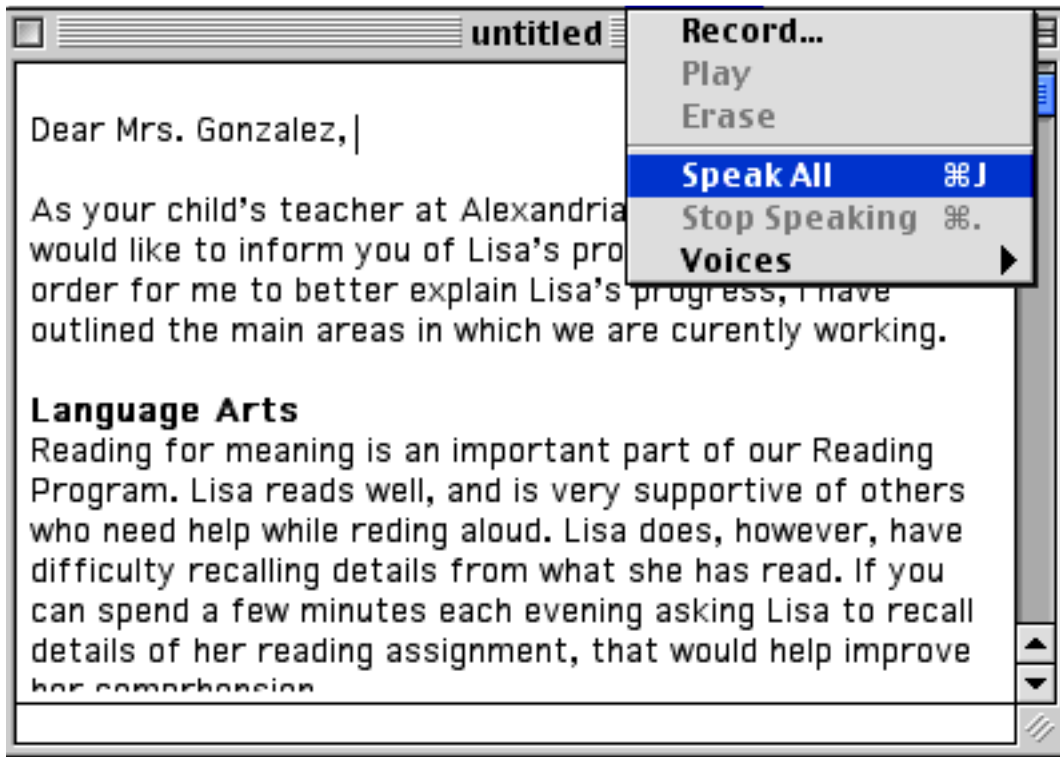 untitled
Record...
Play
Erase
Speak All ⌘J
Stop Speaking ⌘.
Voices
Dear Mrs. Gonzalez,
As your child's teacher at Alexandria
would like to inform you of Lisa's pro
order for me to better explain Lisa's progress, I have
outlined the main areas in which we are curently working.
Language Arts
Reading for meaning is an important part of our Reading
Program. Lisa reads well, and is very supportive of others
who need help while reding aloud. Lisa does, however, have
difficulty recalling details from what she has read. If you
can spend a few minutes each evening asking Lisa to recall
details of her reading assignment, that would help improve
her comprhension